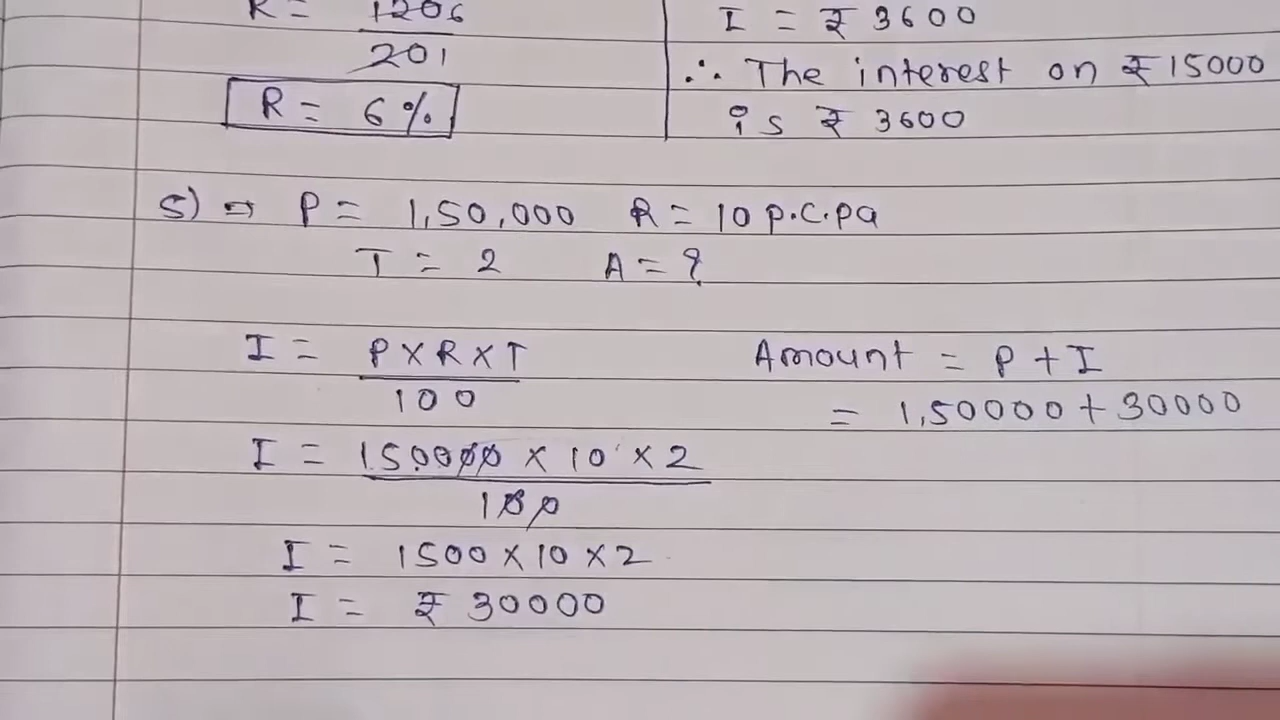 R = 1206
201
R = 6%
I = ₹ 3600
∴ The interest on ₹ 15000
is ₹ 3600
5) ⇒ P = 1,50,000 R = 10 p.c.pa
T = 2 A = ?
I = P × R × T
100
I = 150000 × 10 × 2
100
I = 1500 × 10 × 2
I = ₹ 30000
Amount = P + I
= 1,50000 + 30000